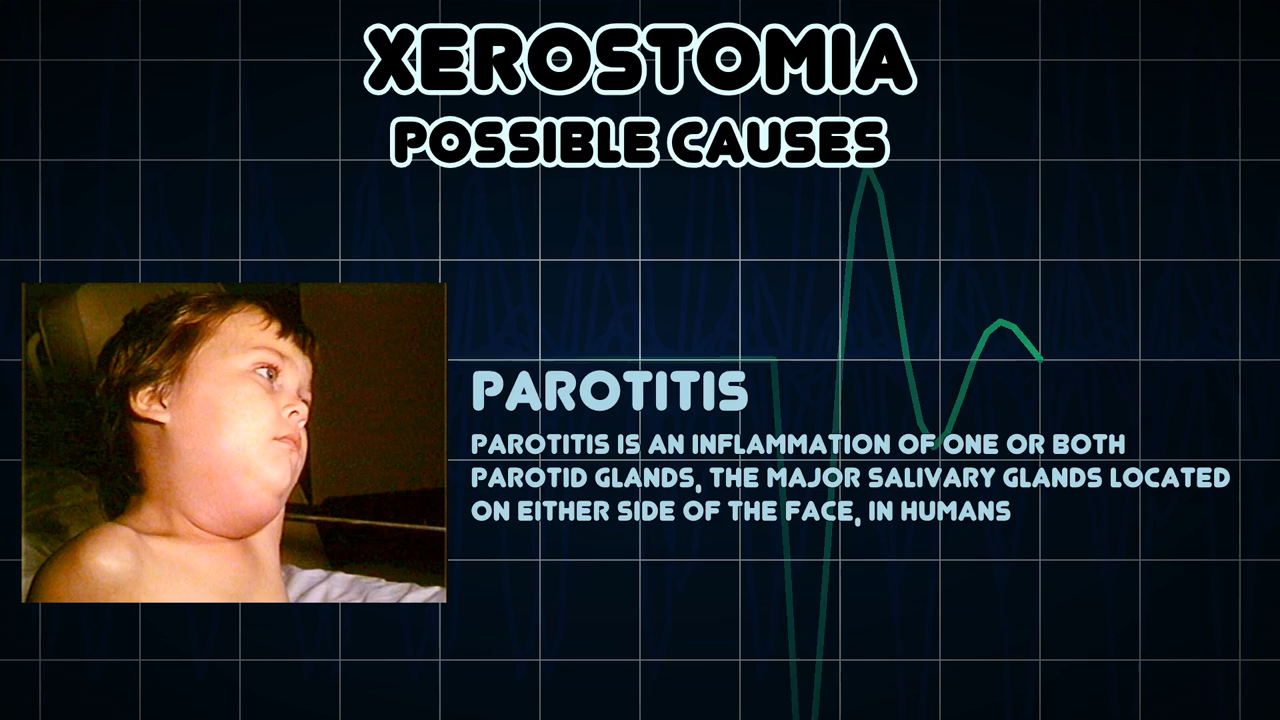 XEROSTOMIA
POSSIBLE CAUSES
PAROTITIS
PAROTITIS IS AN INFLAMMATION OF ONE OR BOTH
PAROTID GLANDS, THE MAJOR SALIVARY GLANDS LOCATED
ON EITHER SIDE OF THE FACE, IN HUMANS